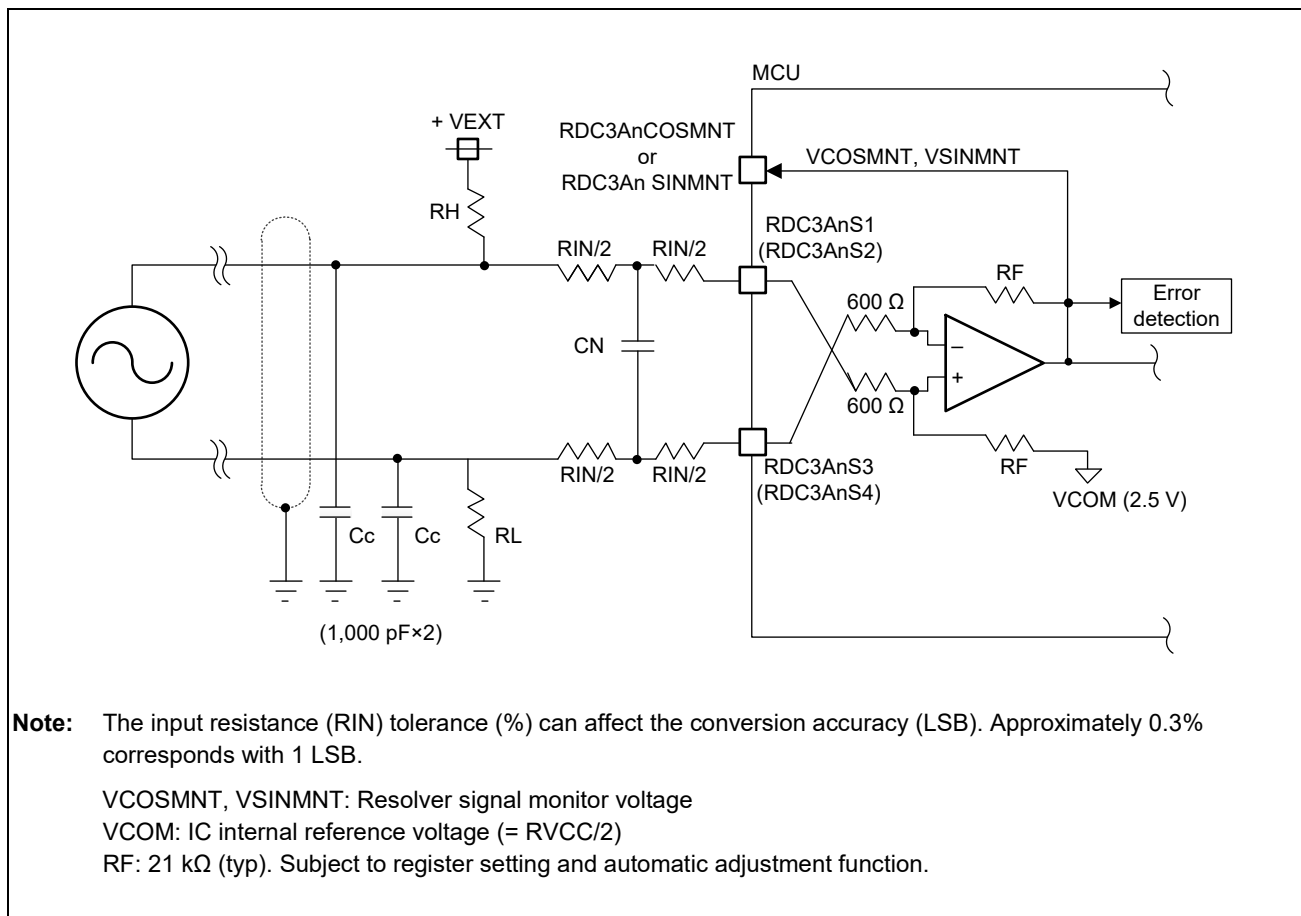 MCU
+ VEXT
RDC3AnCOSMNT
or
RDC3An SINMNT
VCOSMNT, VSINMNT
RH
RDC3AnS1
(RDC3AnS2)
RIN/2
RIN/2
RF
600 Ω
Error
detection
CN
–
+
600 Ω
RF
RDC3AnS3
(RDC3AnS4)
RIN/2
RIN/2
VCOM (2.5 V)
Cc
Cc
RL
(1,000 pF×2)
Note: The input resistance (RIN) tolerance (%) can affect the conversion accuracy (LSB). Approximately 0.3%
corresponds with 1 LSB.
VCOSMNT, VSINMNT: Resolver signal monitor voltage
VCOM: IC internal reference voltage (= RVCC/2)
RF: 21 kΩ (typ). Subject to register setting and automatic adjustment function.